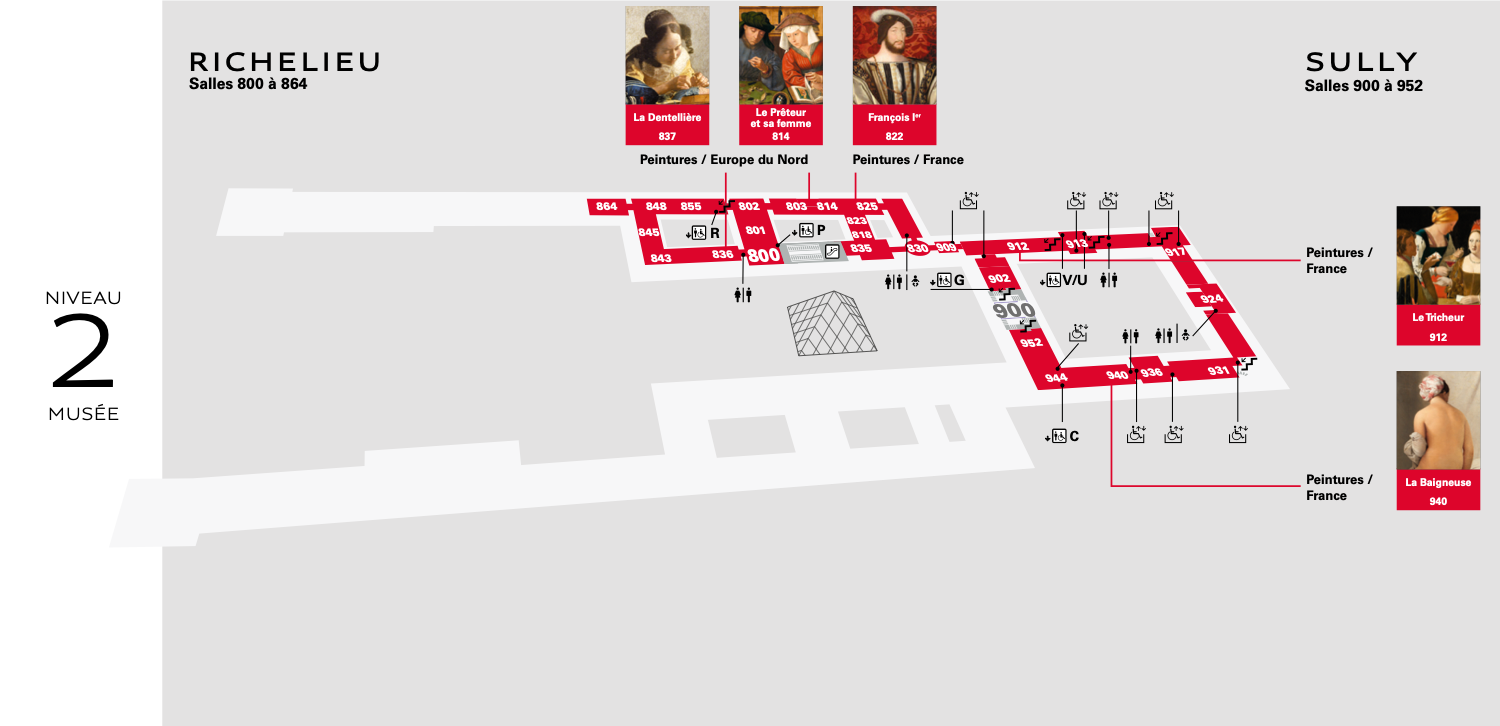 NIVEAU
2
MUSÉE
RICHELIEU
Salles 800 à 864
SULLY
Salles 900 à 952
La Dentellière
837
Le Prêteur
et sa femme
814
François Ier
822
Peintures / Europe du Nord
Peintures / France
864
848
855
802
803
814
825
845
801
823
818
843
836
800
835
830
909
912
913
917
R
P
G
V/U
902
900
924
952
944
940
936
931
C
Peintures /
France
Le Tricheur
912
Peintures /
France
La Baigneuse
940